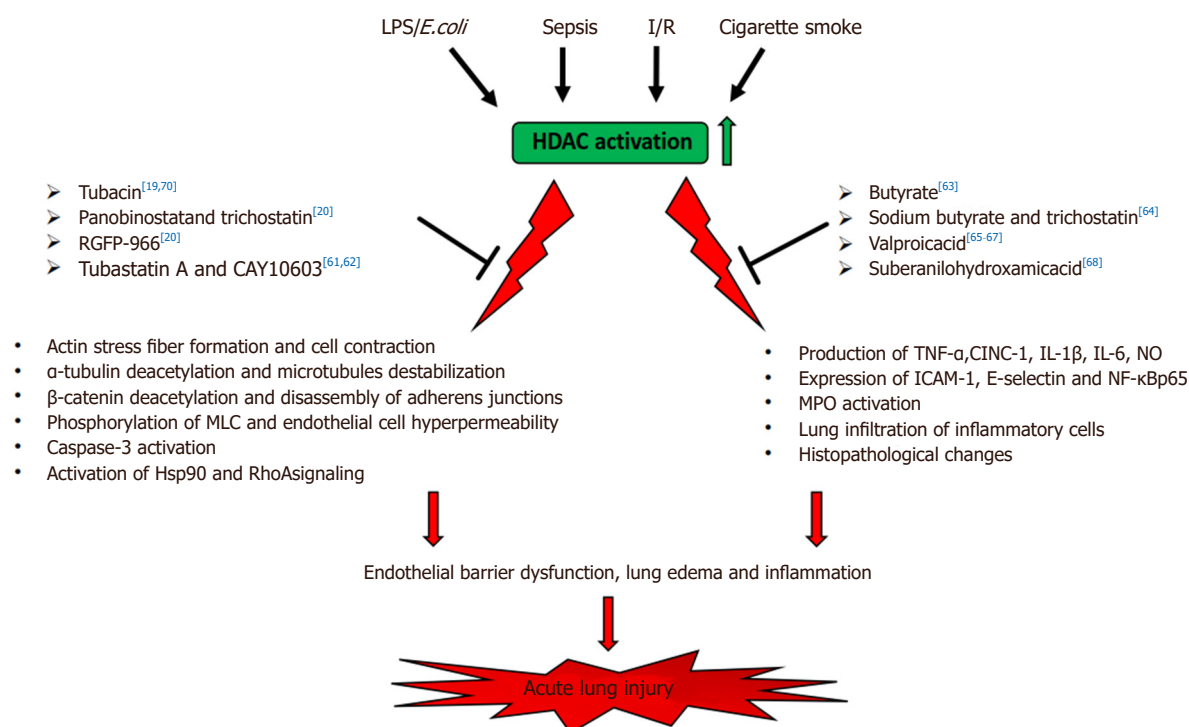 LPS/E.coli Sepsis I/R Cigarette smoke
HDAC activation
➢ Tubacin[19,70]
➢ Panobinostatand trichostatin[20]
➢ RGFP-966[20]
➢ Tubastatin A and CAY10603[61,62]
➢ Butyrate[63]
➢ Sodium butyrate and trichostatin[64]
➢ Valproicacid[65-67]
➢ Suberanilohydroxamicacid[68]
• Actin stress fiber formation and cell contraction
• α-tubulin deacetylation and microtubules destabilization
• β-catenin deacetylation and disassembly of adherens junctions
• Phosphorylation of MLC and endothelial cell hyperpermeability
• Caspase-3 activation
• Activation of Hsp90 and RhoAsignaling
• Production of TNF-α,CINC-1, IL-1β, IL-6, NO
• Expression of ICAM-1, E-selectin and NF-κBp65
• MPO activation
• Lung infiltration of inflammatory cells
• Histopathological changes
Endothelial barrier dysfunction, lung edema and inflammation
Acute lung injury